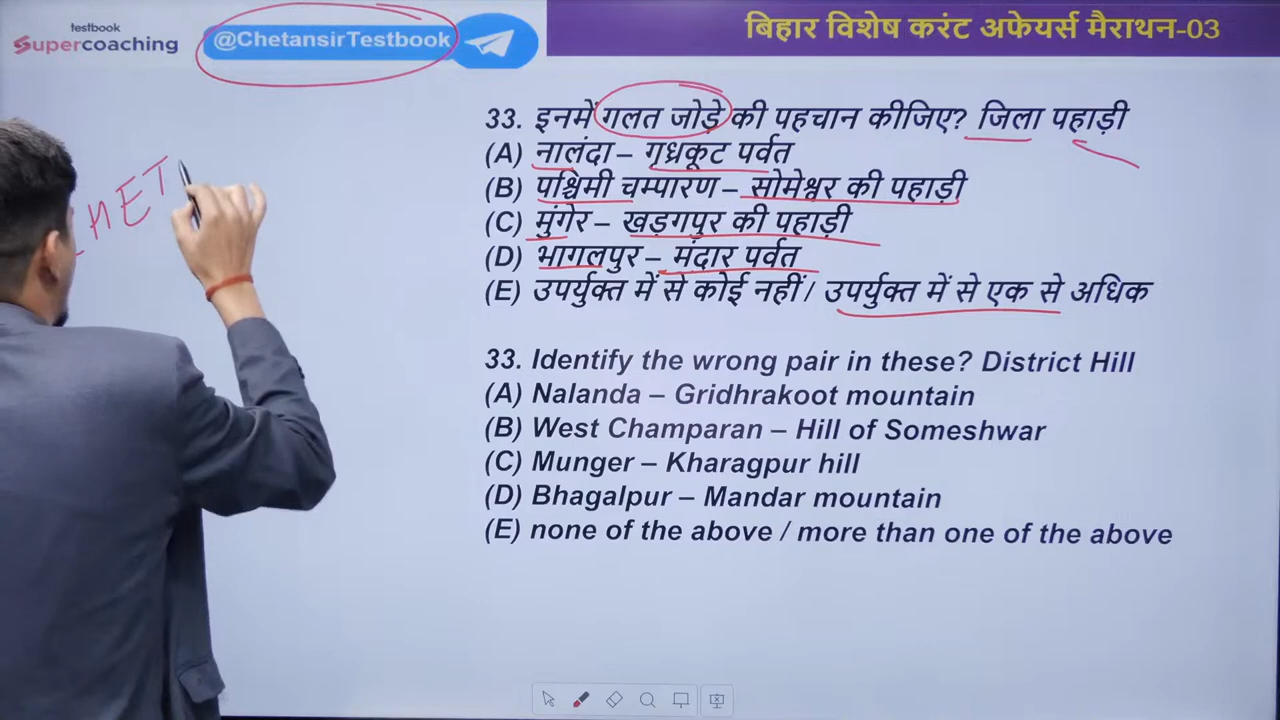 testbook
Supercoaching
@ChetansirTestbook
बिहार विशेष करंट अफेयर्स मैराथन-03
33. इनमें गलत जोड़े की पहचान कीजिए? जिला पहाड़ी
(A) नालंदा – गृध्रकूट पर्वत
(B) पश्चिमी चम्पारण – सोमेश्वर की पहाड़ी
(C) मुंगेर – खड़गपुर की पहाड़ी
(D) भागलपुर – मंदार पर्वत
(E) उपर्युक्त में से कोई नहीं / उपर्युक्त में से एक से अधिक
HET
33. Identify the wrong pair in these? District Hill
(A) Nalanda – Gridhrakoot mountain
(B) West Champaran – Hill of Someshwar
(C) Munger – Kharagpur hill
(D) Bhagalpur – Mandar mountain
(E) none of the above / more than one of the above